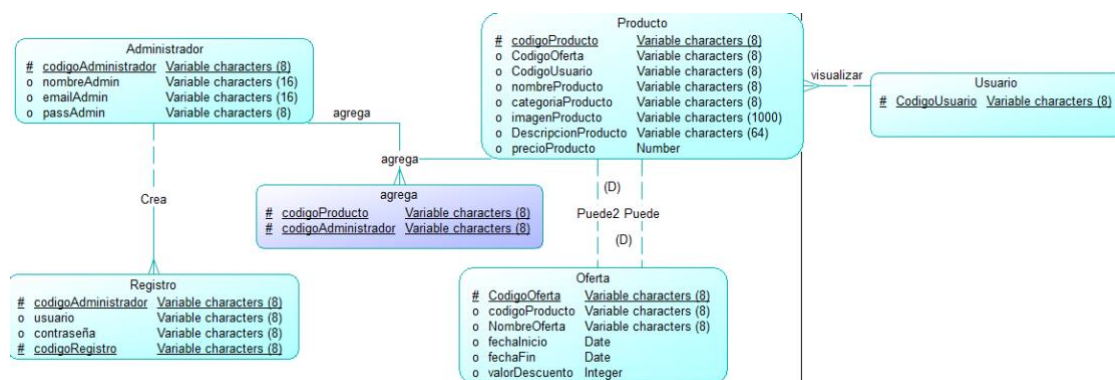 Administrador
# codigoAdministrador Variable characters (8)
o nombreAdmin Variable characters (16)
o emailAdmin Variable characters (16)
o passAdmin Variable characters (8)
Producto
# codigoProducto Variable characters (8)
o CodigoOferta Variable characters (8)
o CodigoUsuario Variable characters (8)
o nombreProducto Variable characters (8)
o categoriaProducto Variable characters (8)
o imagenProducto Variable characters (1000)
o DescripcionProducto Variable characters (64)
o precioProducto Number
visualizar
Usuario
# CodigoUsuario Variable characters (8)
agrega
agrega
agrega
# codigoProducto Variable characters (8)
# codigoAdministrador Variable characters (8)
Crea
(D)
Puede2 Puede
(D)
Registro
# codigoAdministrador Variable characters (8)
o usuario Variable characters (8)
o contraseña Variable characters (8)
# codigoRegistro Variable characters (8)
Oferta
# CodigoOferta Variable characters (8)
o codigoProducto Variable characters (8)
o NombreOferta Variable characters (8)
o fechaInicio Date
o fechaFin Date
o valorDescuento Integer